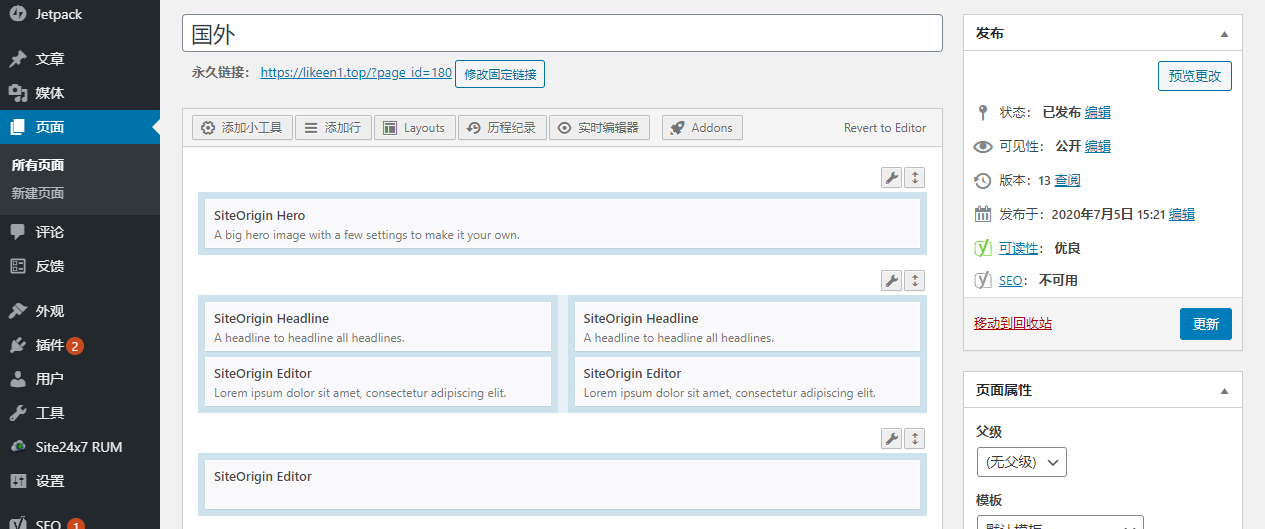 Jetpack
文章
媒体
页面
所有页面
新建页面
评论
反馈
外观
插件 2
用户
工具
Site24x7 RUM
设置
SEO 1
国外
永久链接： https://likeen1.top/?page_id=180 修改固定链接
添加小工具 添加行 Layouts 历程纪录 实时编辑器 Addons Revert to Editor
SiteOrigin Hero
A big hero image with a few settings to make it your own.
SiteOrigin Headline
A headline to headline all headlines.
SiteOrigin Editor
Lorem ipsum dolor sit amet, consectetur adipiscing elit.
SiteOrigin Headline
A headline to headline all headlines.
SiteOrigin Editor
Lorem ipsum dolor sit amet, consectetur adipiscing elit.
SiteOrigin Editor
发布
预览更改
状态： 已发布 编辑
可见性： 公开 编辑
版本：13 查阅
发布于：2020年7月5日 15:21 编辑
可读性： 优良
SEO： 不可用
移动到回收站 更新
页面属性
父级
(无父级)
模板
默认模板